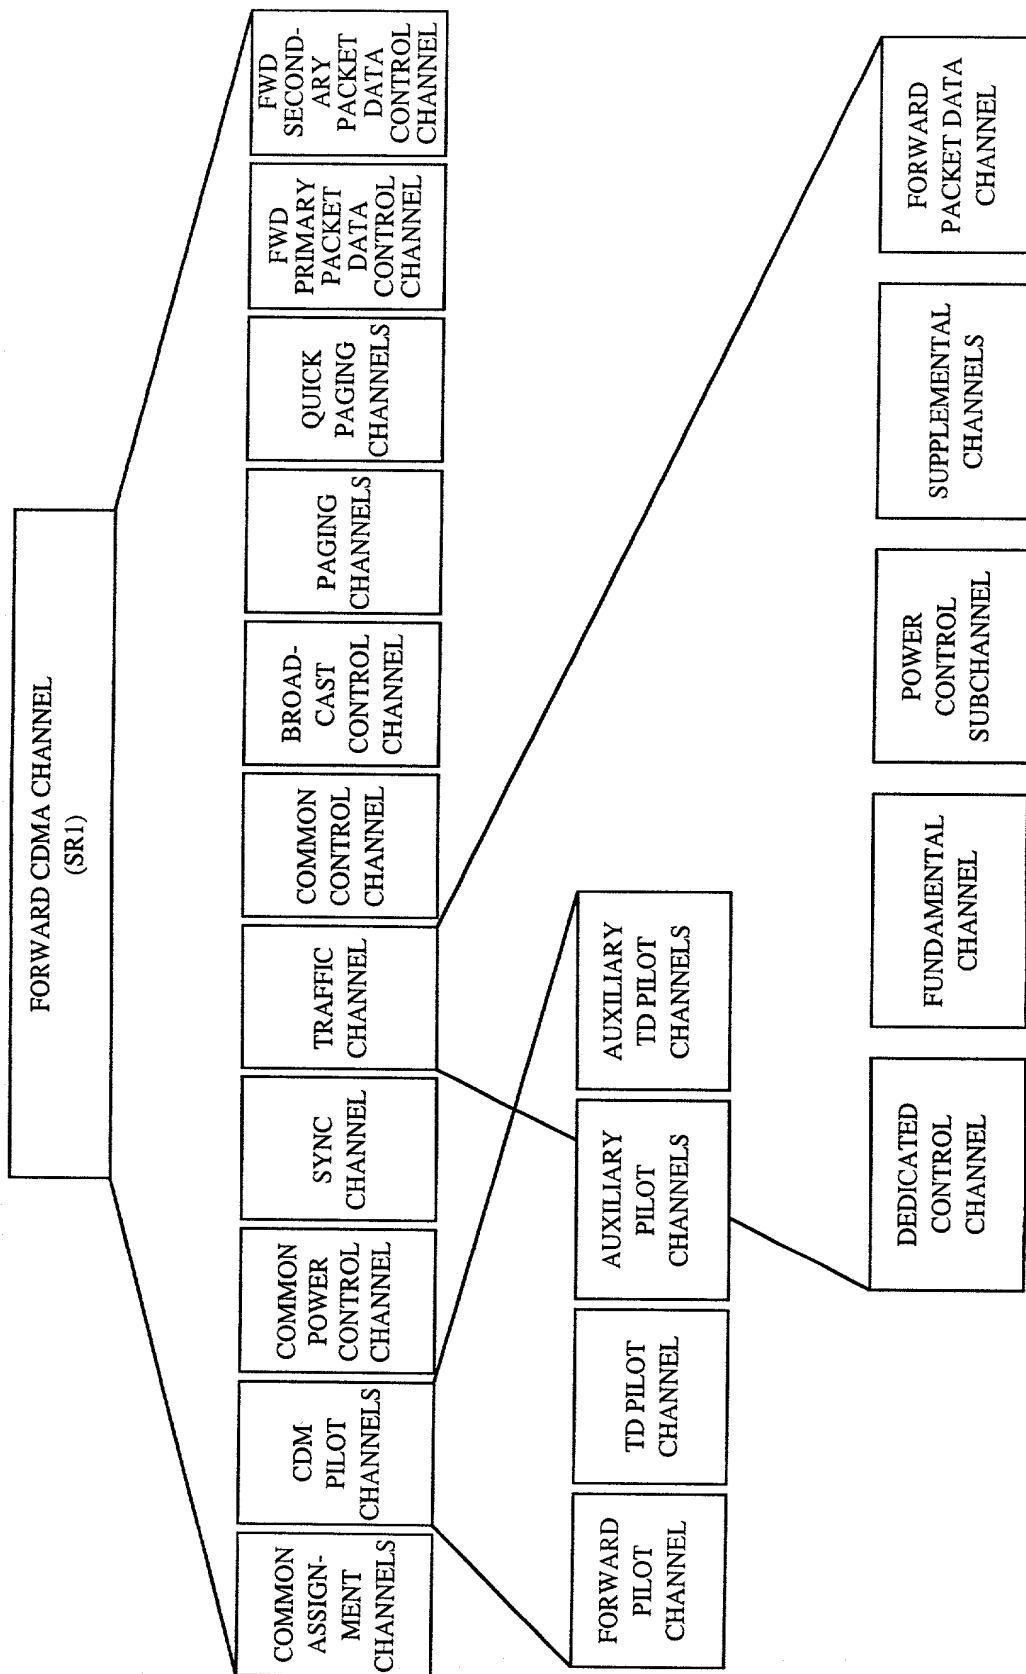 FORWARD CDMA CHANNEL
(SR1)
COMMON
ASSIGN-
MENT
CHANNELS
CDM
PILOT
CHANNELS
COMMON
POWER
CONTROL
CHANNEL
SYNC
CHANNEL
TRAFFIC
CHANNEL
COMMON
CONTROL
CHANNEL
BROAD-
CAST
CONTROL
CHANNEL
PAGING
CHANNELS
QUICK
PAGING
CHANNELS
FWD
PRIMARY
PACKET
DATA
CONTROL
CHANNEL
FWD
SECOND-
ARY
PACKET
DATA
CONTROL
CHANNEL
FORWARD
PILOT
CHANNEL
TD PILOT
CHANNEL
AUXILIARY
PILOT
CHANNELS
AUXILIARY
TD PILOT
CHANNELS
DEDICATED
CONTROL
CHANNEL
FUNDAMENTAL
CHANNEL
POWER
CONTROL
SUBCHANNEL
SUPPLEMENTAL
CHANNELS
FORWARD
PACKET DATA
CHANNEL